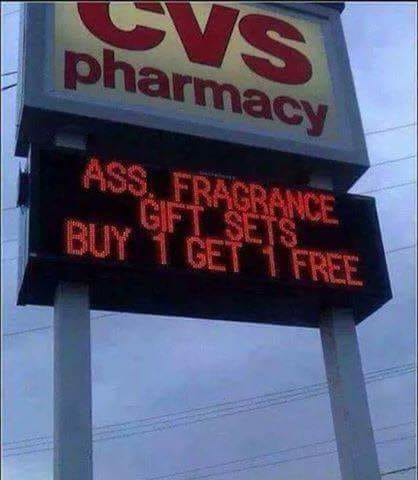 CVS
pharmacy
ASS. FRAGRANCE
GIFT SETS
BUY 1 GET 1 FREE